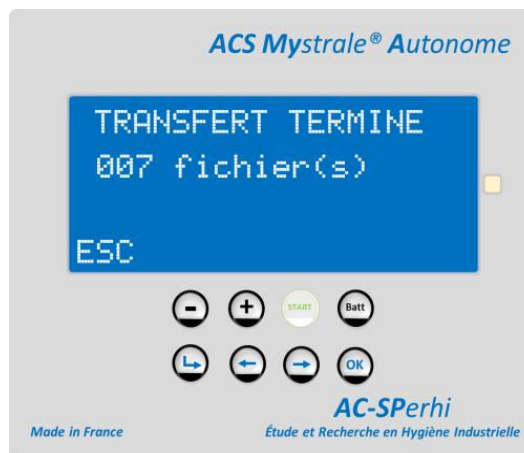 ACS Mystrale® Autonome
TRANSFERT TERMINE
007 fichier(s)
ESC
- + START Batt
OK
AC-SPerhi
Made in France
Étude et Recherche en Hygiène Industrielle